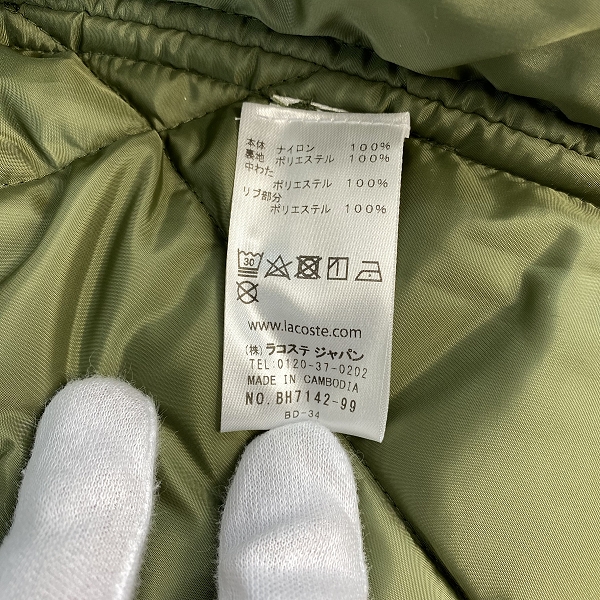 本体 ナイロン 100%
裏地 ポリエステル 100%
中わた
ポリエステル 100%
リブ部分
ポリエステル 100%
30
www.lacoste.com
(株)ラコステ ジャパン
TEL:0120-37-0202
MADE IN CAMBODIA
NO. BH7142-99
BD-34